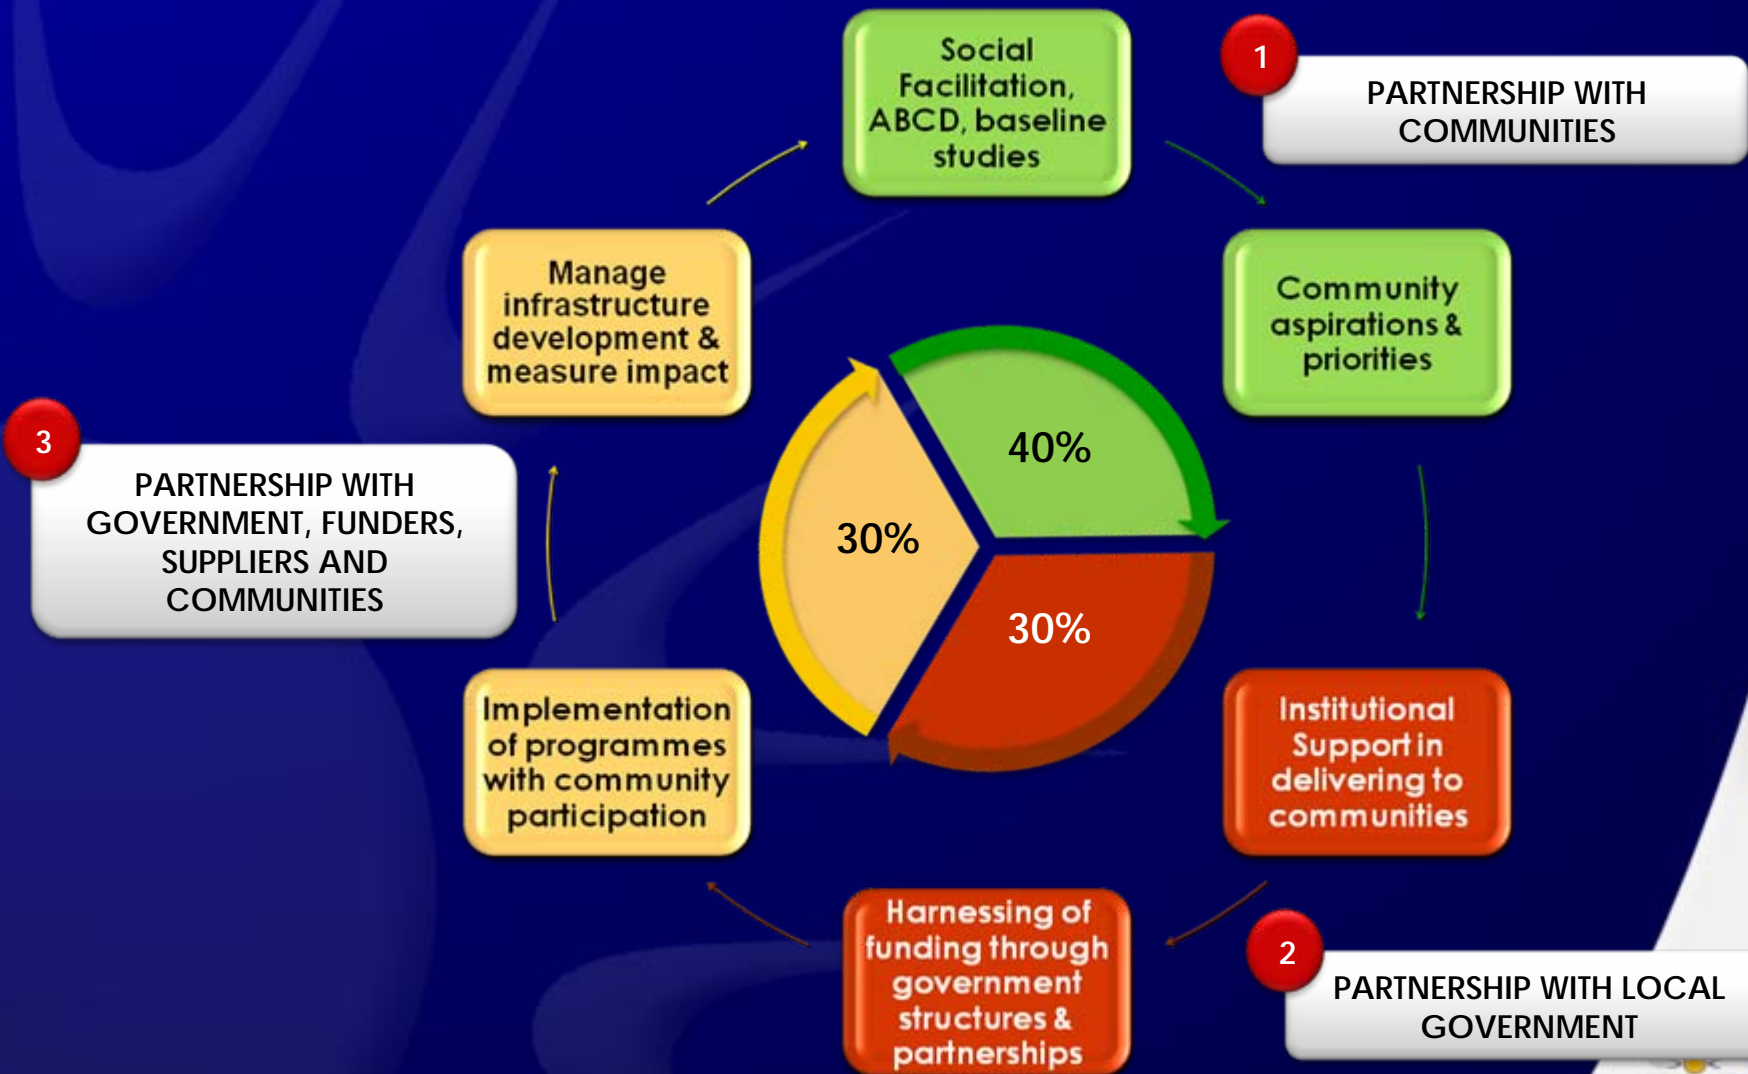 Social
Facilitation,
ABCD, baseline
studies
1
PARTNERSHIP WITH
COMMUNITIES
Manage
infrastructure
development &
measure impact
Community
aspirations &
priorities
40%
3
PARTNERSHIP WITH
GOVERNMENT, FUNDERS,
SUPPLIERS AND
COMMUNITIES
30%
30%
Implementation
of programmes
with community
participation
Institutional
Support in
delivering to
communities
Harnessing of
funding through
government
structures &
partnerships
2
PARTNERSHIP WITH LOCAL
GOVERNMENT